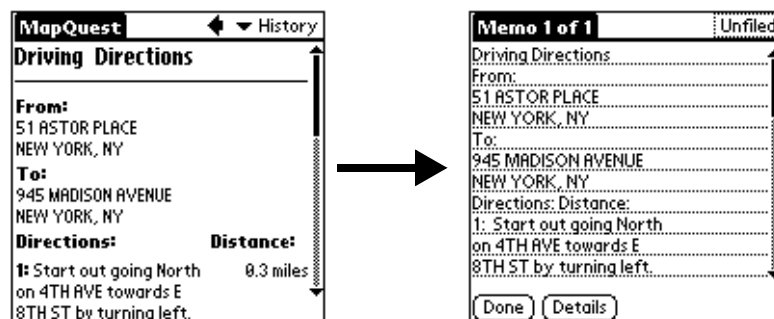 MapQuest History
Driving Directions
From:
51 ASTOR PLACE
NEW YORK, NY
To:
945 MADISON AVENUE
NEW YORK, NY
Directions: Distance:
1: Start out going North 0.3 miles
on 4TH AVE towards E
8TH ST by turning left.
Memo 1 of 1 Unfiled
Driving Directions
From:
51 ASTOR PLACE
NEW YORK, NY
To:
945 MADISON AVENUE
NEW YORK, NY
Directions: Distance:
1: Start out going North
on 4TH AVE towards E
8TH ST by turning left.
Done Details